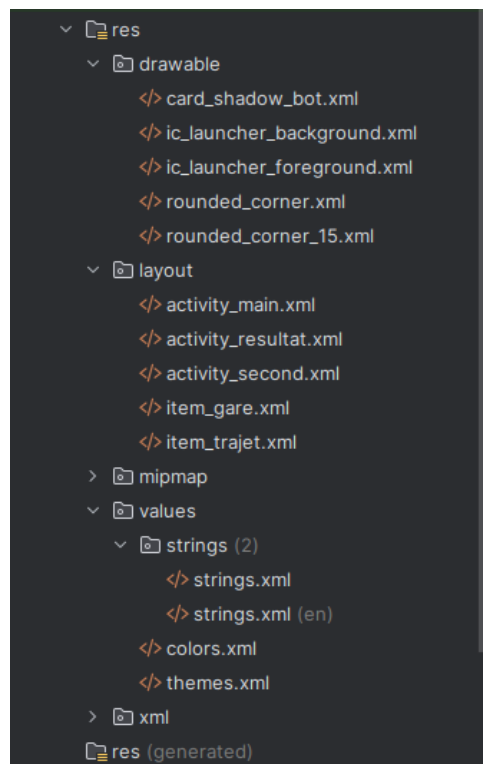 res
drawable
card_shadow_bot.xml
ic_launcher_background.xml
ic_launcher_foreground.xml
rounded_corner.xml
rounded_corner_15.xml
layout
activity_main.xml
activity_resultat.xml
activity_second.xml
item_gare.xml
item_trajet.xml
mipmap
values
strings (2)
strings.xml
strings.xml (en)
colors.xml
themes.xml
xml
res (generated)